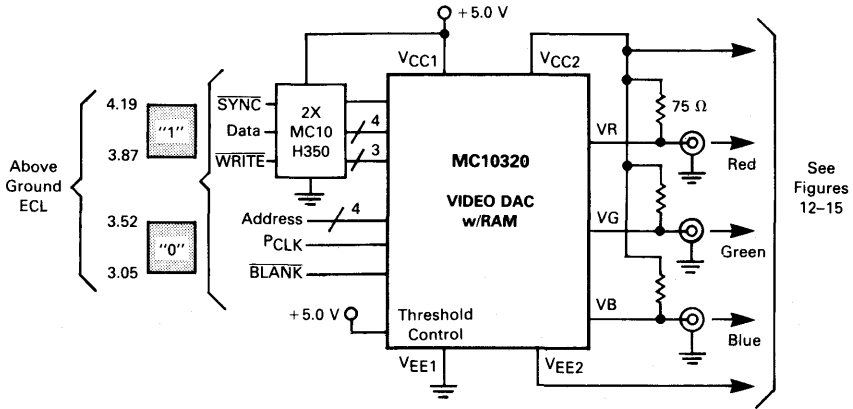 +5.0 V
VCC1
VCC2
4.19
"1"
3.87
Above
Ground
ECL
3.52
"0"
3.05
SYNC
Data
WRITE
2X
MC10
H350
4
3
Address
4
PCLK
BLANK
+5.0 V
Threshold
Control
MC10320
VIDEO DAC
w/RAM
VR
VG
VB
75 Ω
Red
Green
Blue
See
Figures
12–15
VEE1
VEE2